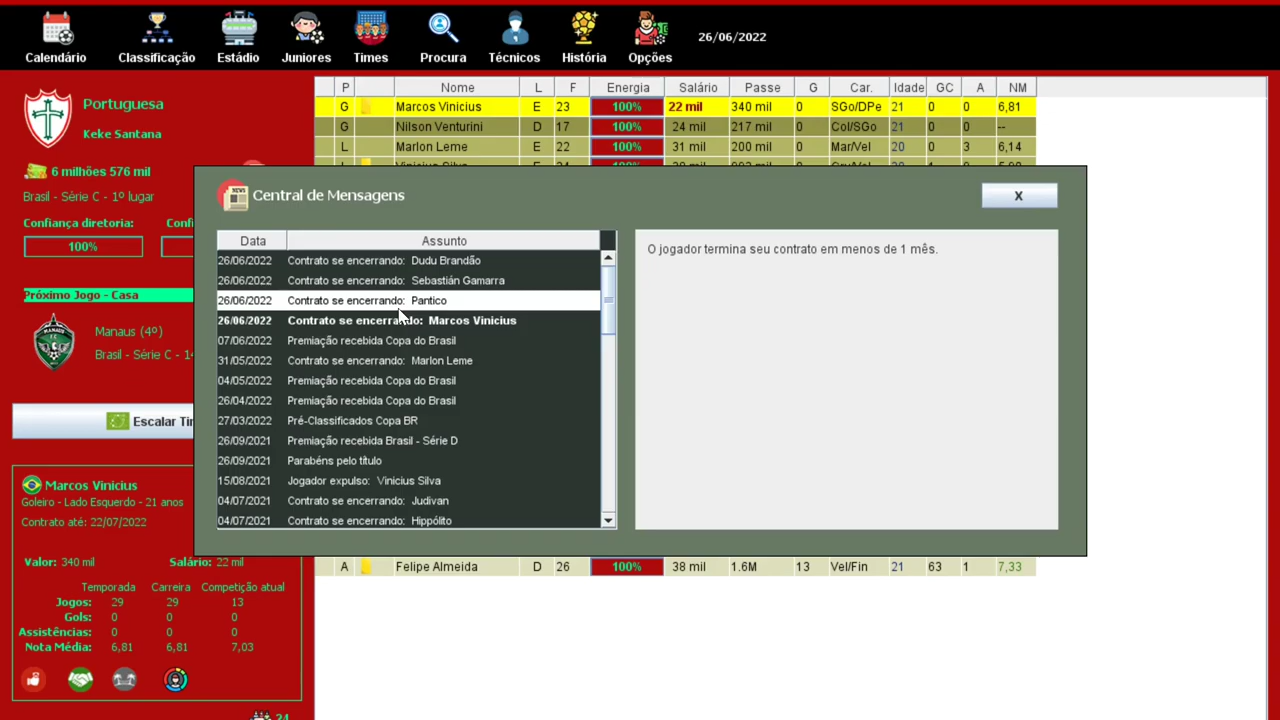 Calendário Classificação Estádio Juniores Times Procura Técnicos História Opções 26/06/2022
Portuguesa
Keke Santana
6 milhões 576 mil
Brasil - Série C - 1º lugar
Confiança diretoria:
100%
Próximo Jogo - Casa
Manaus (4º)
Brasil - Série C - 1
Escalar Ti
Marcos Vinicius
Goleiro - Lado Esquerdo - 21 anos
Contrato até: 22/07/2022
Valor: 340 mil Salário: 22 mil
Temporada Carreira Competição atual
Jogos: 29 29 13
Gols: 0 0 0
Assistências: 0 0 0
Nota Média: 6,81 6,81 7,03
24
P Nome L F Energia Salário Passe G Car. Idade GC A NM
G Marcos Vinicius E 23 100% 22 mil 340 mil 0 SGo/DPe 21 0 0 6,81
G Nilson Venturini D 17 100% 24 mil 217 mil 0 Col/SGo 21 0 0 --
L Marlon Leme E 22 100% 31 mil 200 mil 0 Mar/Vel 20 0 3 6,14
Central de Mensagens X
Data Assunto
26/06/2022 Contrato se encerrando: Dudu Brandão
26/06/2022 Contrato se encerrando: Sebastián Gamarra
26/06/2022 Contrato se encerrando: Pantico
26/06/2022 Contrato se encerrando: Marcos Vinicius
07/06/2022 Premiação recebida Copa do Brasil
31/05/2022 Contrato se encerrando: Marlon Leme
04/05/2022 Premiação recebida Copa do Brasil
26/04/2022 Premiação recebida Copa do Brasil
27/03/2022 Pré-Classificados Copa BR
26/09/2021 Premiação recebida Brasil - Série D
26/09/2021 Parabéns pelo título
15/08/2021 Jogador expulso: Vinicius Silva
04/07/2021 Contrato se encerrando: Judivan
04/07/2021 Contrato se encerrando: Hippólito
O jogador termina seu contrato em menos de 1 mês.
A Felipe Almeida D 26 100% 38 mil 1.6M 13 Vel/Fin 21 63 1 7,33